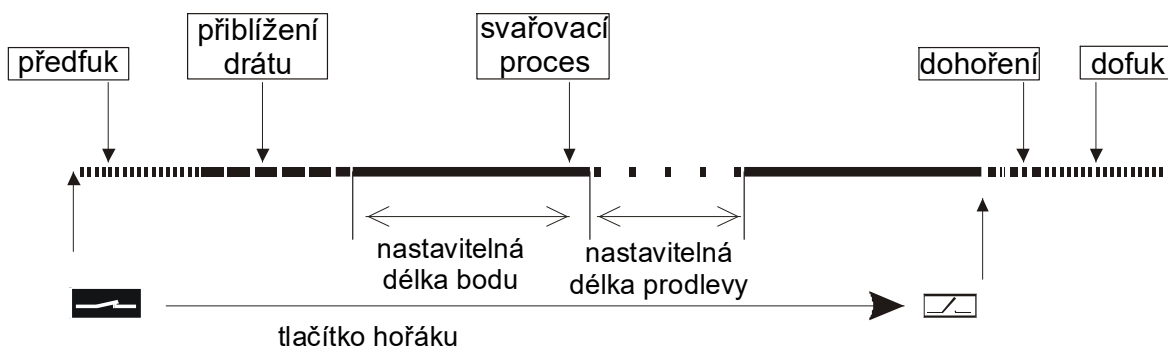 předfuk
přiblížení
drátu
svařovací
proces
dohoření
dofuk
nastavitelná
délka bodu
nastavitelná
délka prodlevy
tlačítko hořáku